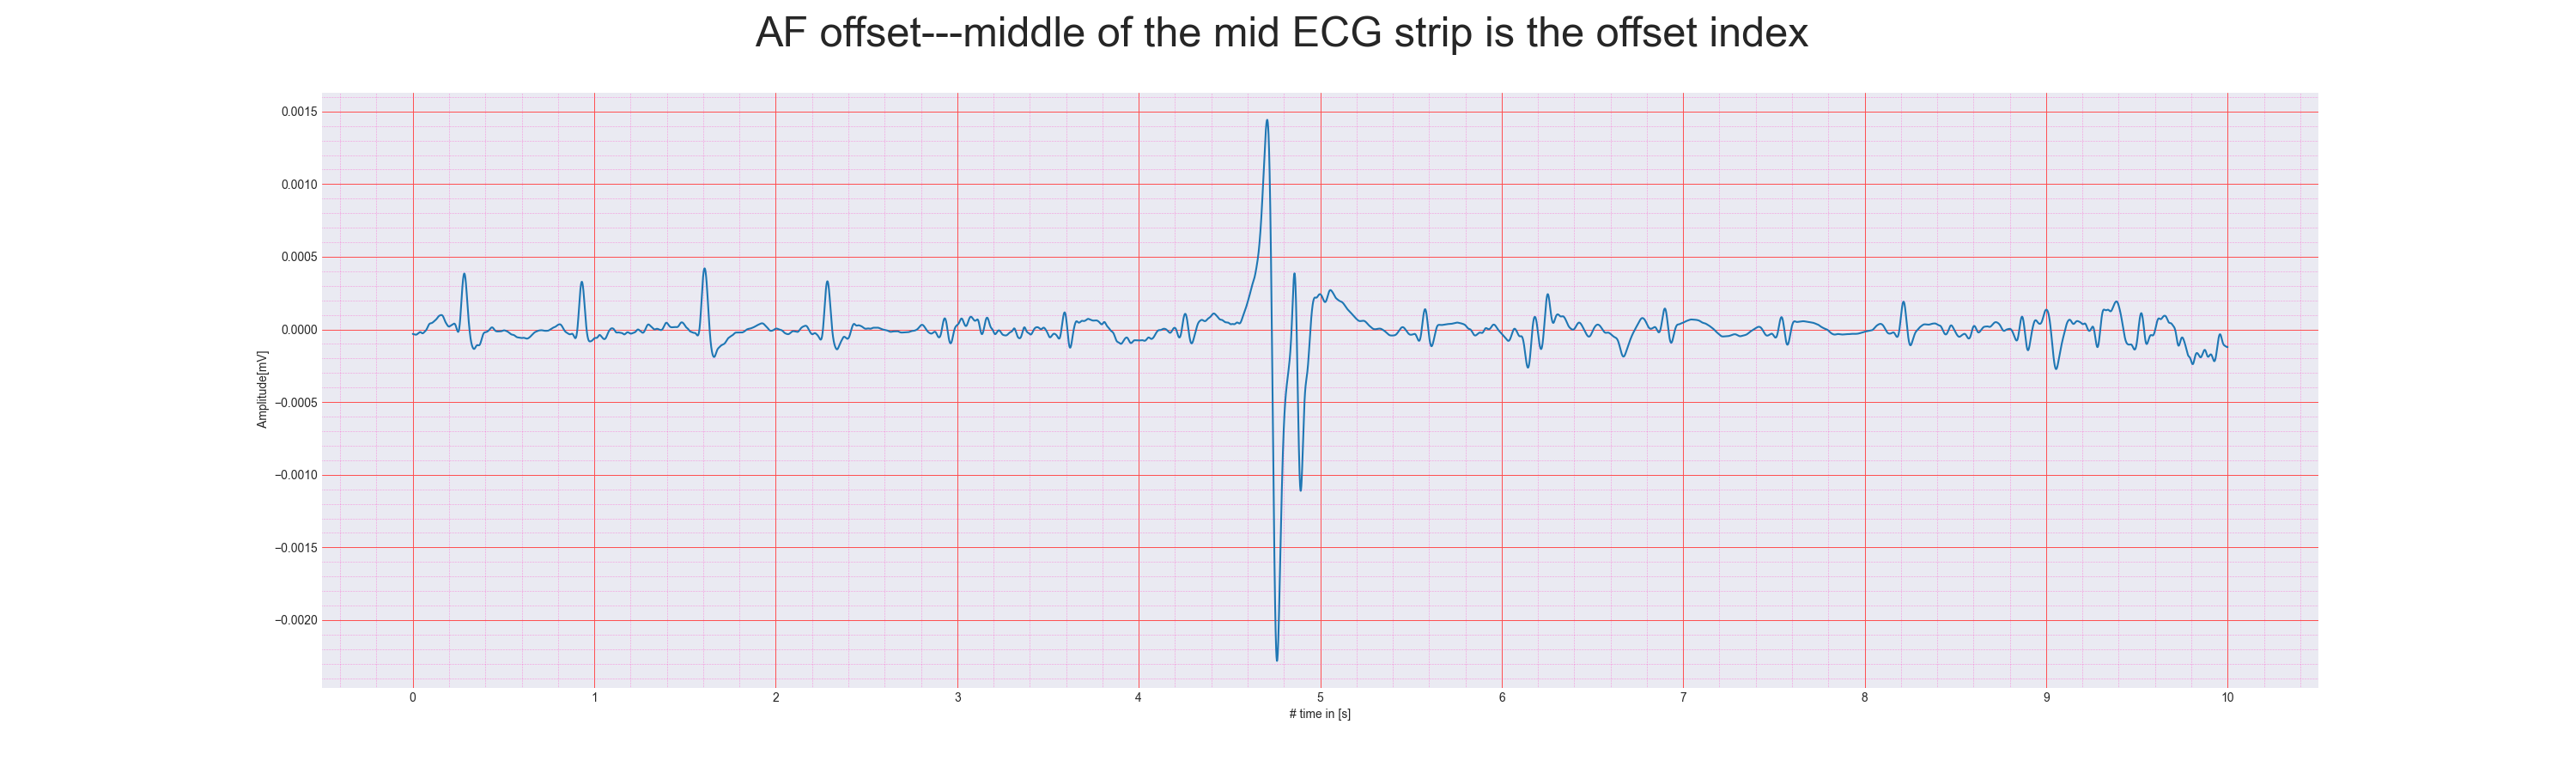 AF offset---middle of the mid ECG strip is the offset index
0.0015
0.0010
0.0005
0.0000
−0.0005
−0.0010
−0.0015
−0.0020
Amplitude[mV]
0 1 2 3 4 5 6 7 8 9 10
# time in [s]